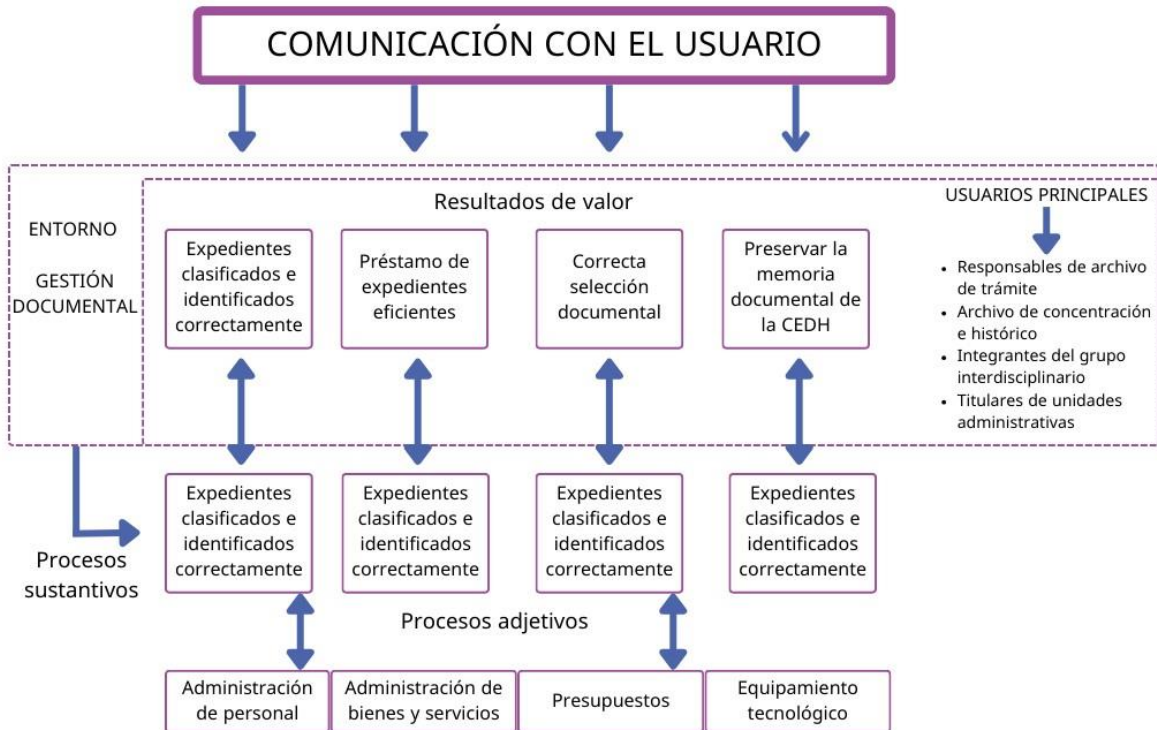 COMUNICACIÓN CON EL USUARIO
ENTORNO
GESTIÓN
DOCUMENTAL
Resultados de valor
Expedientes
clasificados e
identificados
correctamente
Préstamo de
expedientes
eficientes
Correcta
selección
documental
Preservar la
memoria
documental de
la CEDH
USUARIOS PRINCIPALES
• Responsables de archivo
de trámite
• Archivo de concentración
e histórico
• Integrantes del grupo
interdisciplinario
• Titulares de unidades
administrativas
Procesos
sustantivos
Expedientes
clasificados e
identificados
correctamente
Expedientes
clasificados e
identificados
correctamente
Expedientes
clasificados e
identificados
correctamente
Expedientes
clasificados e
identificados
correctamente
Procesos adjetivos
Administración
de personal
Administración de
bienes y servicios
Presupuestos
Equipamiento
tecnológico